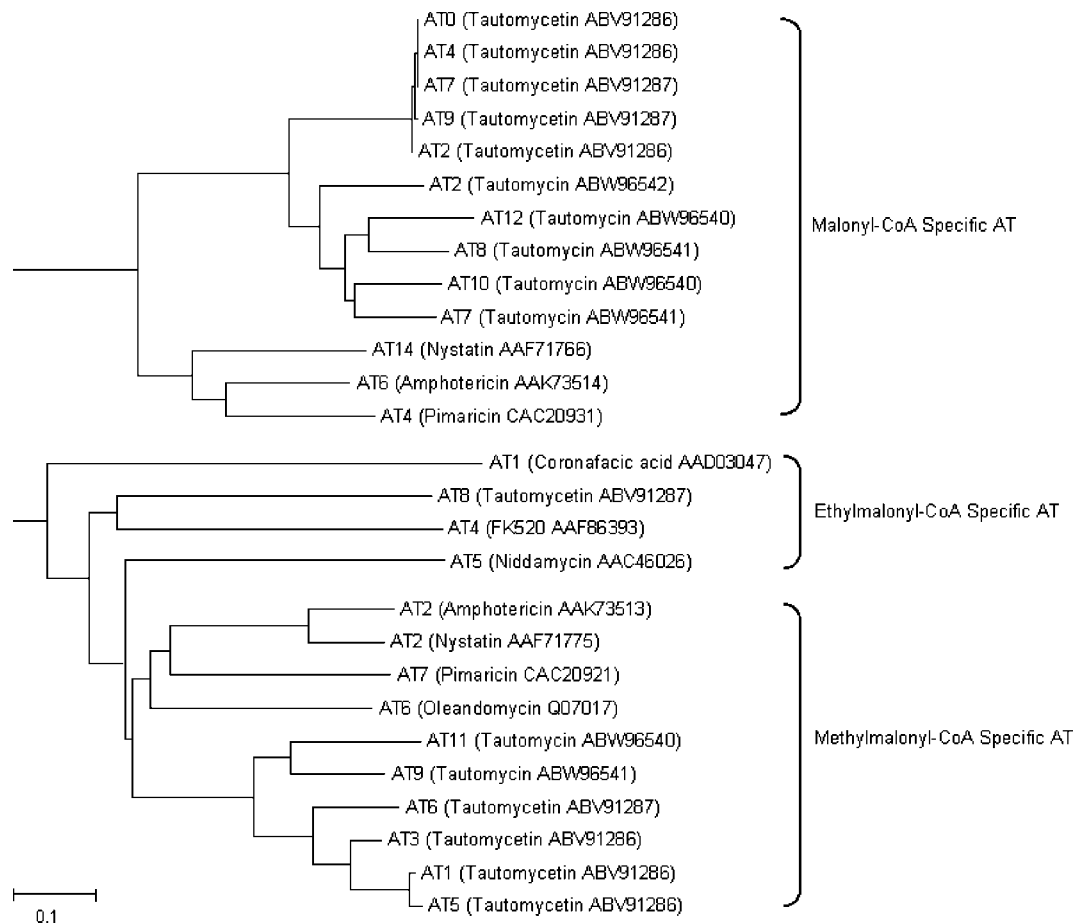 AT0 (Tautomycetin ABV91286)
AT4 (Tautomycetin ABV91286)
AT7 (Tautomycetin ABV91287)
AT9 (Tautomycetin ABV91287)
AT2 (Tautomycetin ABV91286)
AT2 (Tautomycin ABW96542)
AT12 (Tautomycin ABW96540)
AT8 (Tautomycin ABW96541)
AT10 (Tautomycin ABW96540)
AT7 (Tautomycin ABW96541)
AT14 (Nystatin AAF71766)
AT6 (Amphotericin AAK73514)
AT4 (Pimaricin CAC20931)
Malonyl-CoA Specific AT
AT1 (Coronafacic acid AAD03047)
AT8 (Tautomycetin ABV91287)
AT4 (FK520 AAF86393)
AT5 (Niddamycin AAC46026)
Ethylmalonyl-CoA Specific AT
AT2 (Amphotericin AAK73513)
AT2 (Nystatin AAF71775)
AT7 (Pimaricin CAC20921)
AT6 (Oleandomycin Q07017)
AT11 (Tautomycin ABW96540)
AT9 (Tautomycin ABW96541)
AT6 (Tautomycetin ABV91287)
AT3 (Tautomycetin ABV91286)
AT1 (Tautomycetin ABV91286)
AT5 (Tautomycetin ABV91286)
Methylmalonyl-CoA Specific AT
0.1